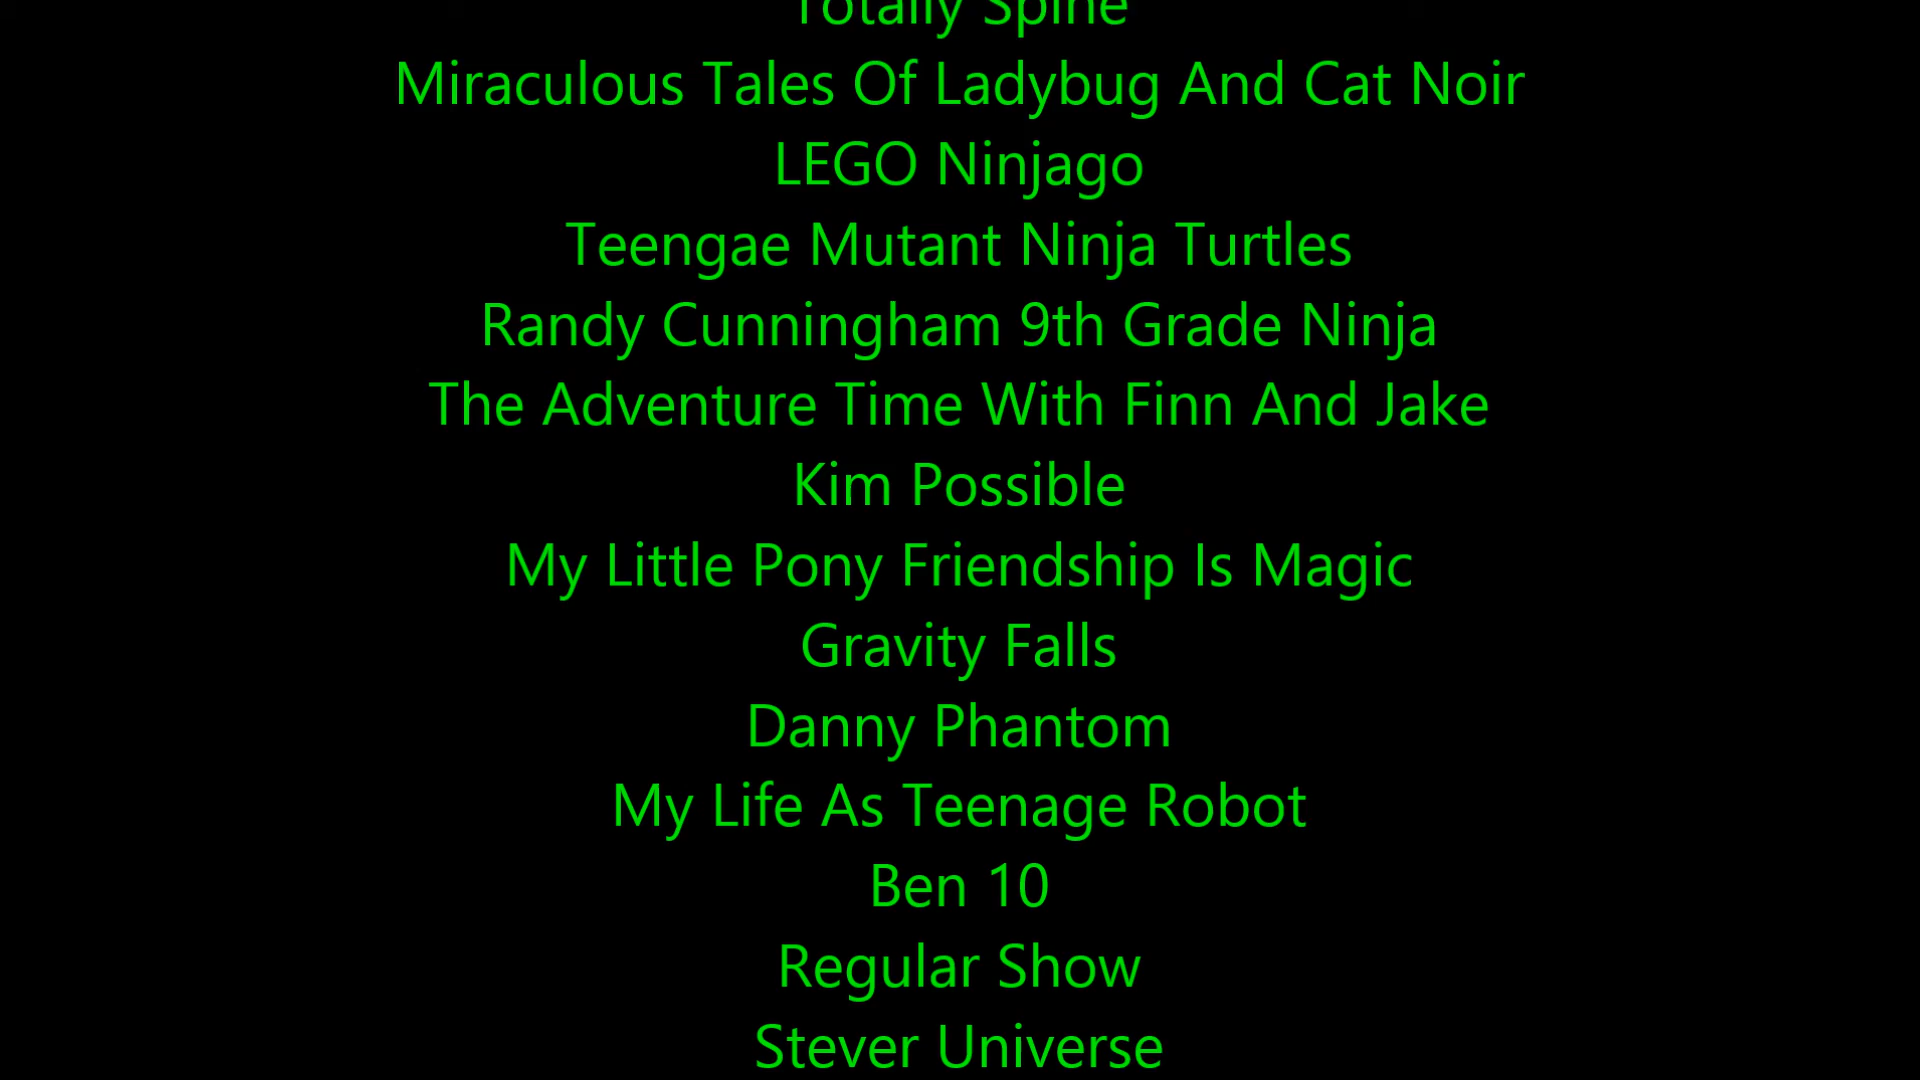 Totally Spine
Miraculous Tales Of Ladybug And Cat Noir
LEGO Ninjago
Teengae Mutant Ninja Turtles
Randy Cunningham 9th Grade Ninja
The Adventure Time With Finn And Jake
Kim Possible
My Little Pony Friendship Is Magic
Gravity Falls
Danny Phantom
My Life As Teenage Robot
Ben 10
Regular Show
Stever Universe